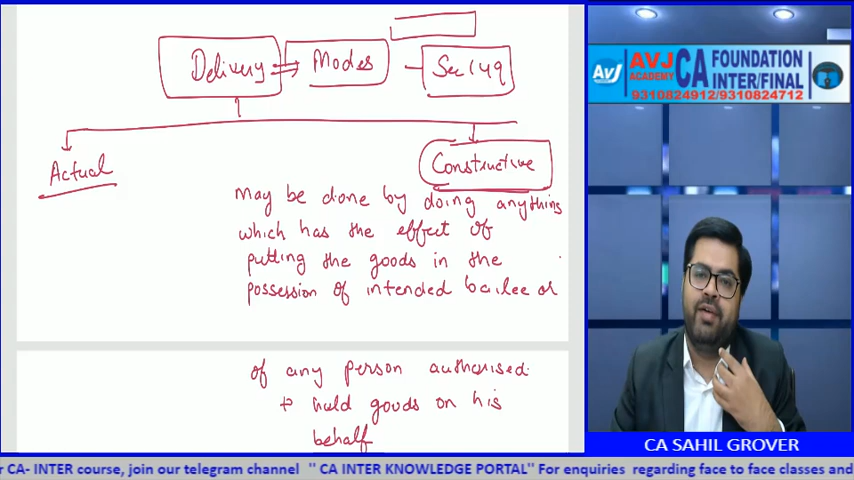 Delivery ⇒ Modes - Sec 149
Actual
Constructive
May be done by doing anything
which has the effect of
putting the goods in the
possession of intended bailee or
of any person authorised
to hold goods on his
behalf
AVJ
AVJ
ACADEMY
CA
FOUNDATION
INTER/FINAL
9310824912/9310824712
CA SAHIL GROVER
r CA- INTER course, join our telegram channel " CA INTER KNOWLEDGE PORTAL" For enquiries regarding face to face classes and